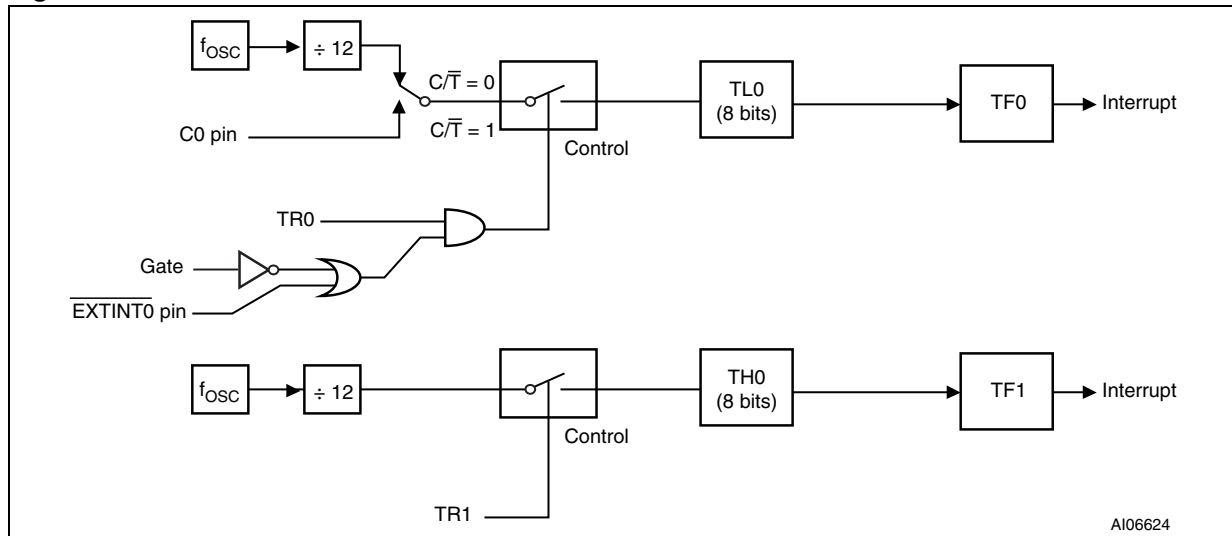 fOSC
÷ 12
C/T̅ = 0
C0 pin
C/T̅ = 1
Control
TL0
(8 bits)
TF0
Interrupt
TR0
Gate
E̅X̅T̅I̅N̅T̅0̅ pin
fOSC
÷ 12
Control
TH0
(8 bits)
TF1
Interrupt
TR1
AI06624